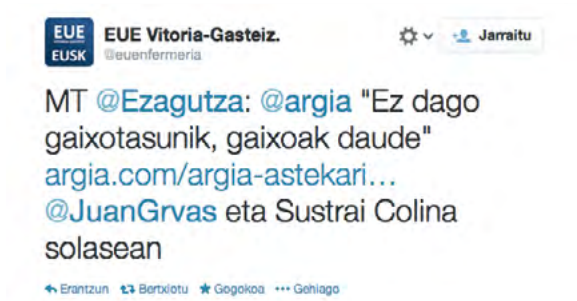 EUE
EUSK
EUE Vitoria-Gasteiz.
@euenfermeria
Jarraitu
MT @Ezagutza: @argia "Ez dago
gaixotasunik, gaixoak daude"
argia.com/argia-astekari…
@JuanGrvas eta Sustrai Colina
solasean
Erantzun Bertxiotu Gogokoa Gehiago